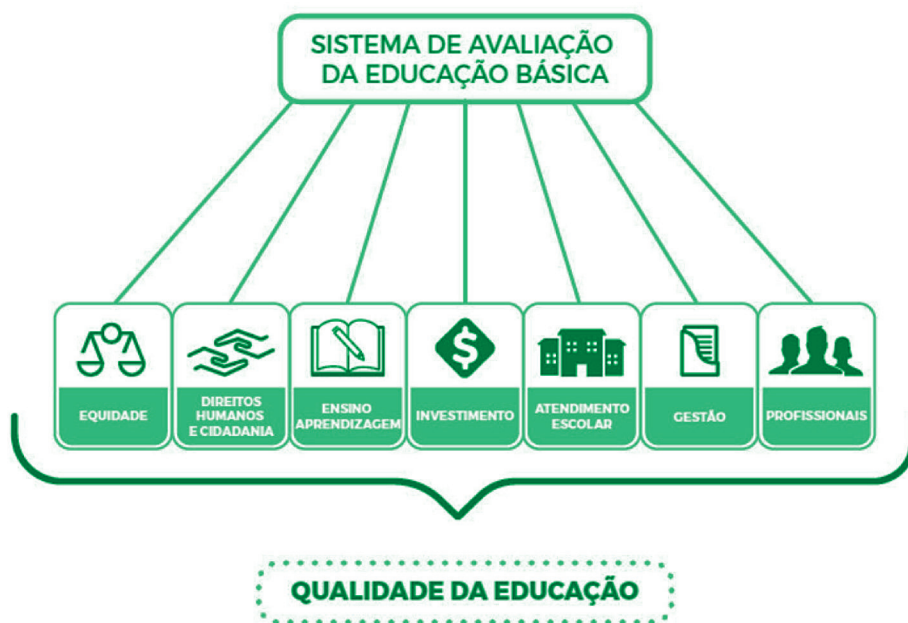 SISTEMA DE AVALIAÇÃO
DA EDUCAÇÃO BÁSICA
EQUIDADE
DIREITOS
HUMANOS
E CIDADANIA
ENSINO
APRENDIZAGEM
INVESTIMENTO
ATENDIMENTO
ESCOLAR
GESTÃO
PROFISSIONAIS
QUALIDADE DA EDUCAÇÃO